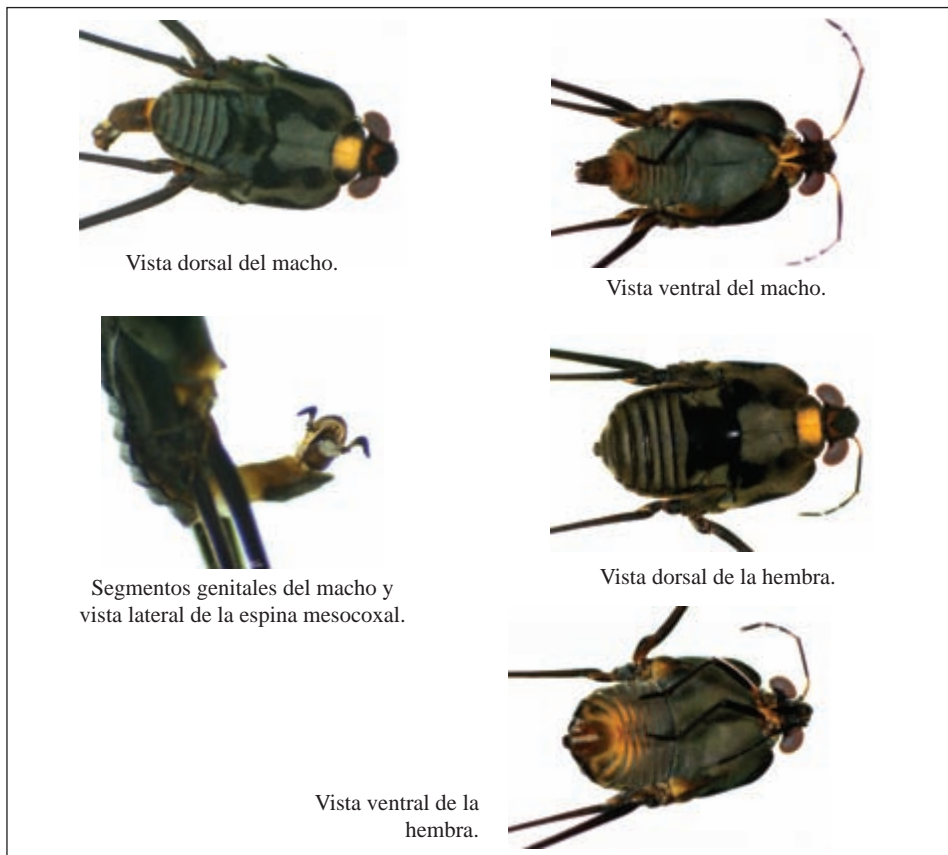 Vista dorsal del macho.
Vista ventral del macho.
Segmentos genitales del macho y
vista lateral de la espina mesocoxal.
Vista dorsal de la hembra.
Vista ventral de la
hembra.